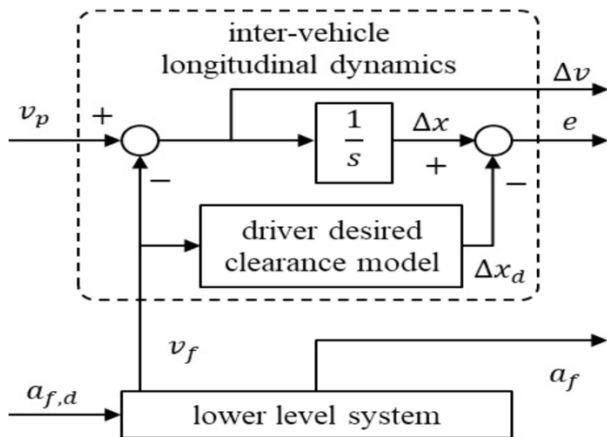 inter-vehicle
longitudinal dynamics
Δv
v_p
+
1/s
Δx
e
+
−
−
driver desired
clearance model
Δx_d
v_f
a_f
a_{f,d}
lower level system